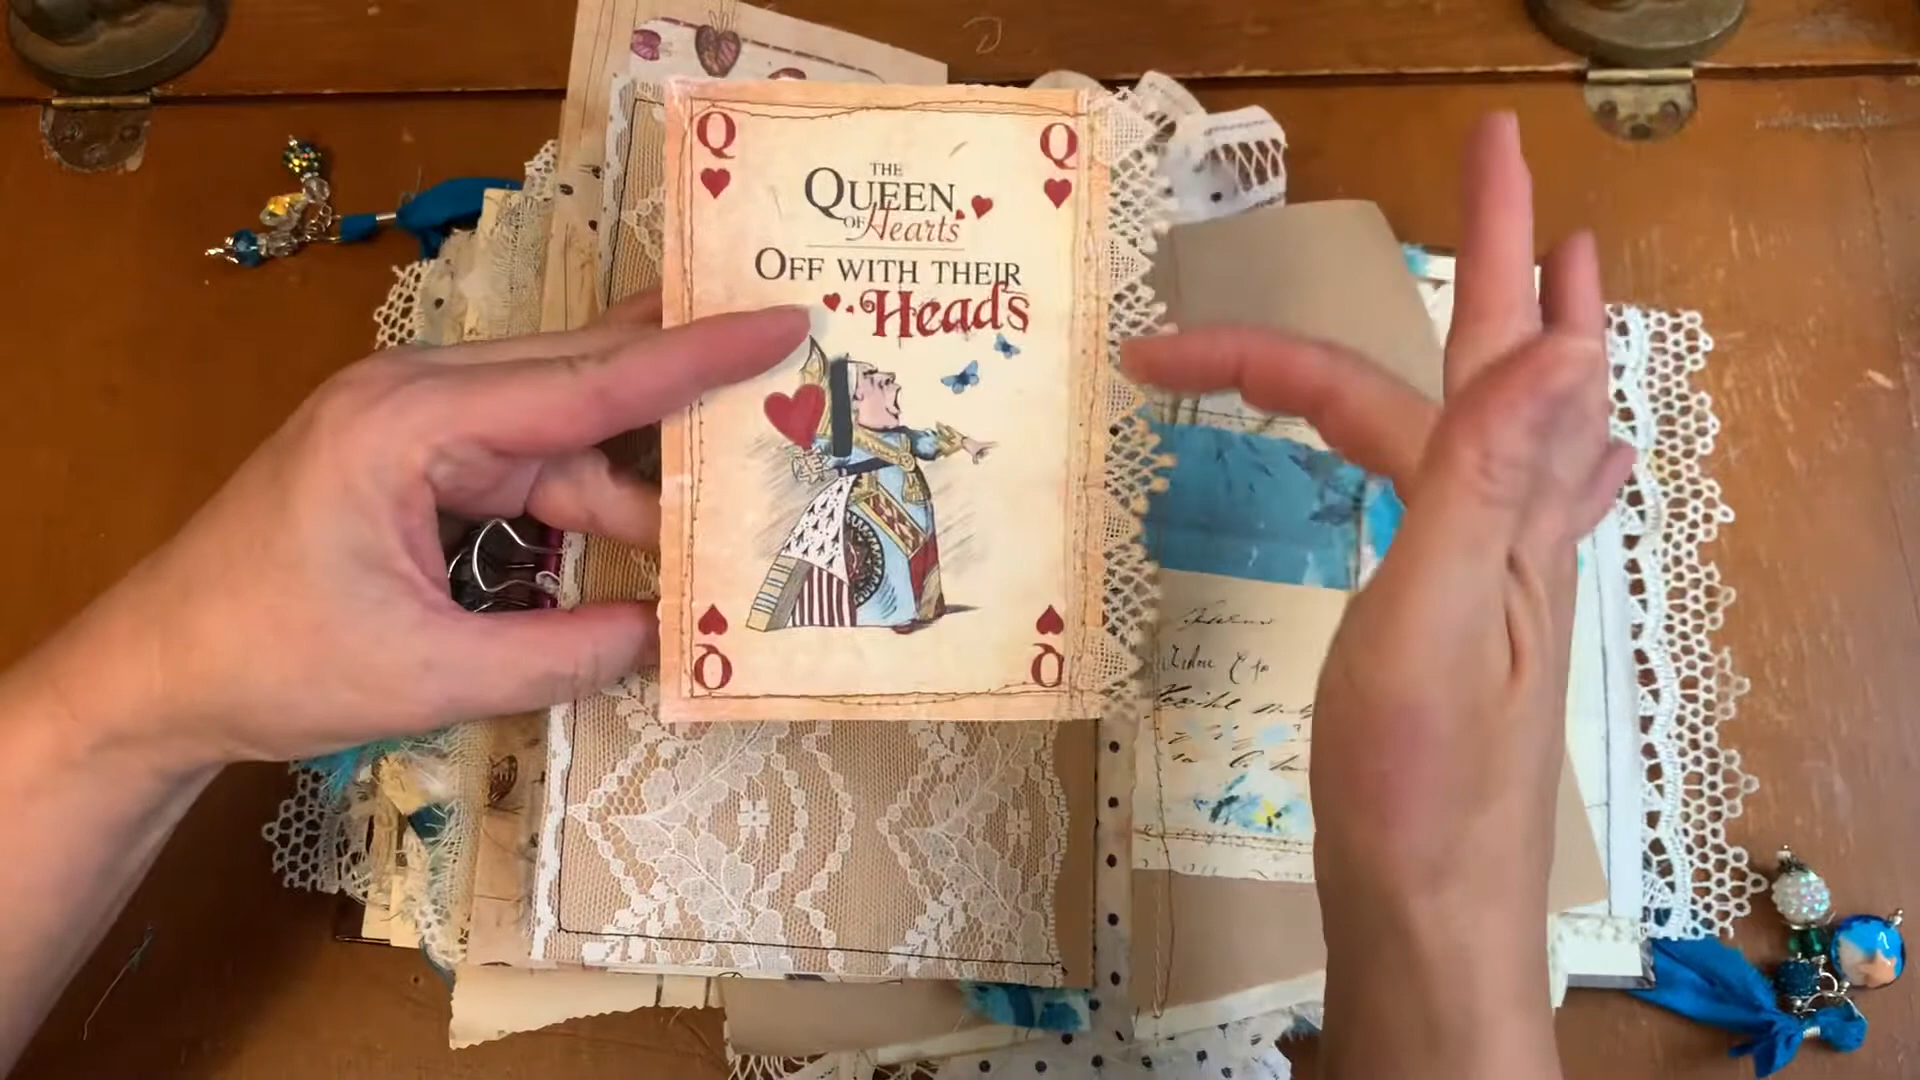 Q Q
THE
QUEEN
OF Hearts
OFF WITH THEIR
Heads
Q Q